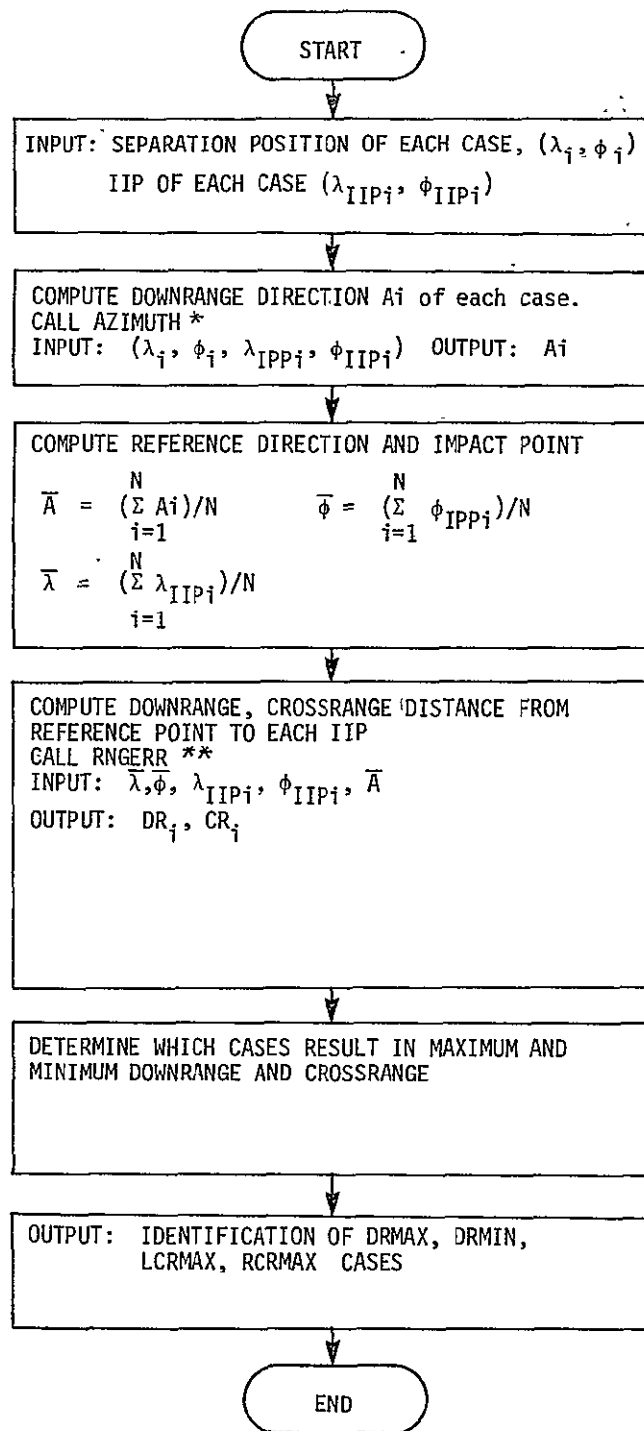 START
INPUT: SEPARATION POSITION OF EACH CASE, (λi, φi)
IIP OF EACH CASE (λIIPi, φIIPi)
COMPUTE DOWNRANGE DIRECTION Ai of each case.
CALL AZIMUTH *
INPUT: (λi, φi, λIPPi, φIIPi) OUTPUT: Ai
COMPUTE REFERENCE DIRECTION AND IMPACT POINT
N N
A̅ = (Σ Ai)/N φ̅ = (Σ φIPPi)/N
i=1 i=1
N
λ̅ = (Σ λIIPi)/N
i=1
COMPUTE DOWNRANGE, CROSSRANGE DISTANCE FROM
REFERENCE POINT TO EACH IIP
CALL RNGERR **
INPUT: λ̅,φ̅, λIIPi, φIIPi, A̅
OUTPUT: DRi, CRi
DETERMINE WHICH CASES RESULT IN MAXIMUM AND
MINIMUM DOWNRANGE AND CROSSRANGE
OUTPUT: IDENTIFICATION OF DRMAX, DRMIN,
LCRMAX, RCRMAX CASES
END